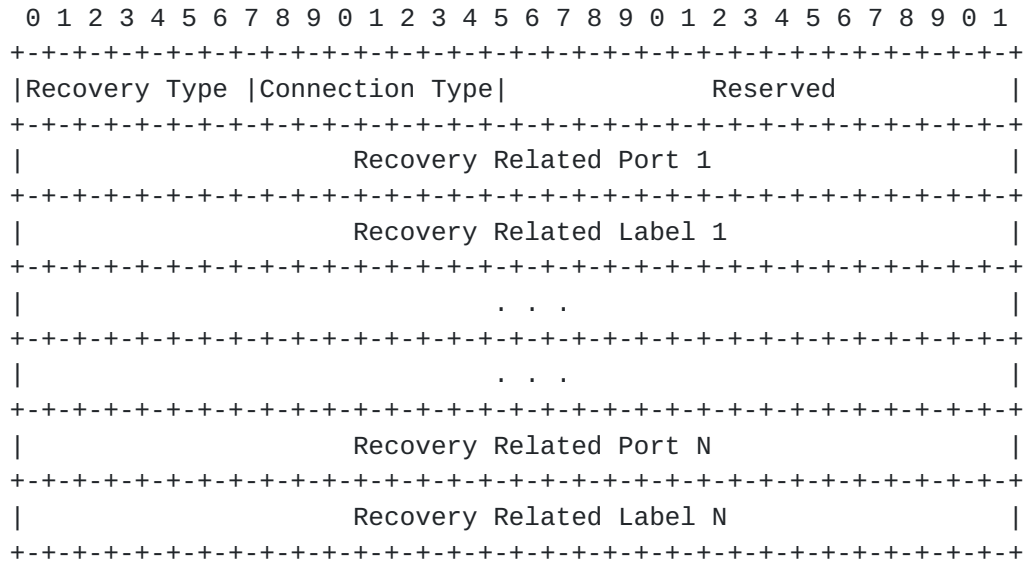 0 1 2 3 4 5 6 7 8 9 0 1 2 3 4 5 6 7 8 9 0 1 2 3 4 5 6 7 8 9 0 1
+-+-+-+-+-+-+-+-+-+-+-+-+-+-+-+-+-+-+-+-+-+-+-+-+-+-+-+-+-+-+-+-+
|Recovery Type |Connection Type|             Reserved           |
+-+-+-+-+-+-+-+-+-+-+-+-+-+-+-+-+-+-+-+-+-+-+-+-+-+-+-+-+-+-+-+-+
|                     Recovery Related Port 1                   |
+-+-+-+-+-+-+-+-+-+-+-+-+-+-+-+-+-+-+-+-+-+-+-+-+-+-+-+-+-+-+-+-+
|                     Recovery Related Label 1                  |
+-+-+-+-+-+-+-+-+-+-+-+-+-+-+-+-+-+-+-+-+-+-+-+-+-+-+-+-+-+-+-+-+
|                              . . .                            |
+-+-+-+-+-+-+-+-+-+-+-+-+-+-+-+-+-+-+-+-+-+-+-+-+-+-+-+-+-+-+-+-+
|                              . . .                            |
+-+-+-+-+-+-+-+-+-+-+-+-+-+-+-+-+-+-+-+-+-+-+-+-+-+-+-+-+-+-+-+-+
|                     Recovery Related Port N                   |
+-+-+-+-+-+-+-+-+-+-+-+-+-+-+-+-+-+-+-+-+-+-+-+-+-+-+-+-+-+-+-+-+
|                     Recovery Related Label N                  |
+-+-+-+-+-+-+-+-+-+-+-+-+-+-+-+-+-+-+-+-+-+-+-+-+-+-+-+-+-+-+-+-+